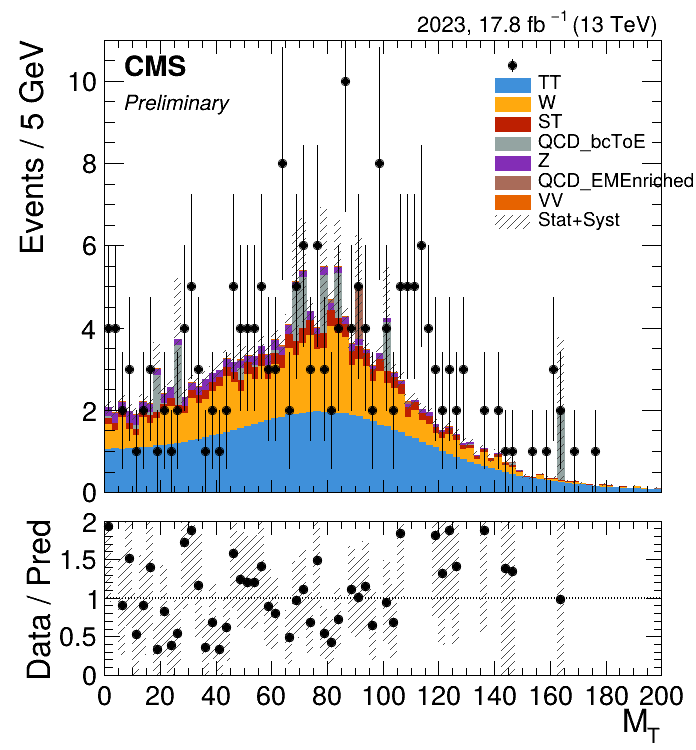 2023, 17.8 fb⁻¹ (13 TeV)
Events / 5 GeV
CMS
Preliminary
TT
W
ST
QCD_bcToE
Z
QCD_EMEnriched
VV
Stat+Syst
10
8
6
4
2
0
Data / Pred
2
1.5
1
0.5
0
0 20 40 60 80 100 120 140 160 180 200
M_T